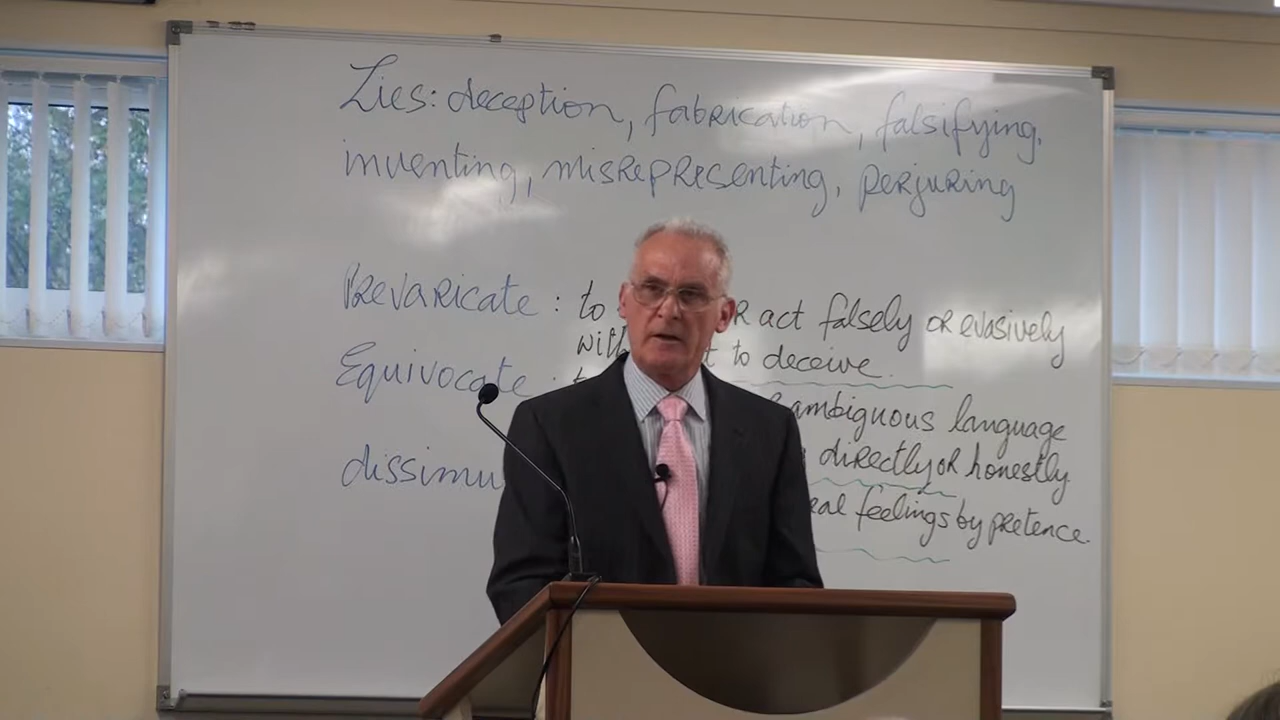 Lies: deception, fabrication, falsifying,
inventing, misrepresenting, perjuring
Prevaricate : to R act falsely or evasively
with t to deceive.
Equivocate : ambiguous language
directly or honestly.
dissimu
eal feelings by pretence.